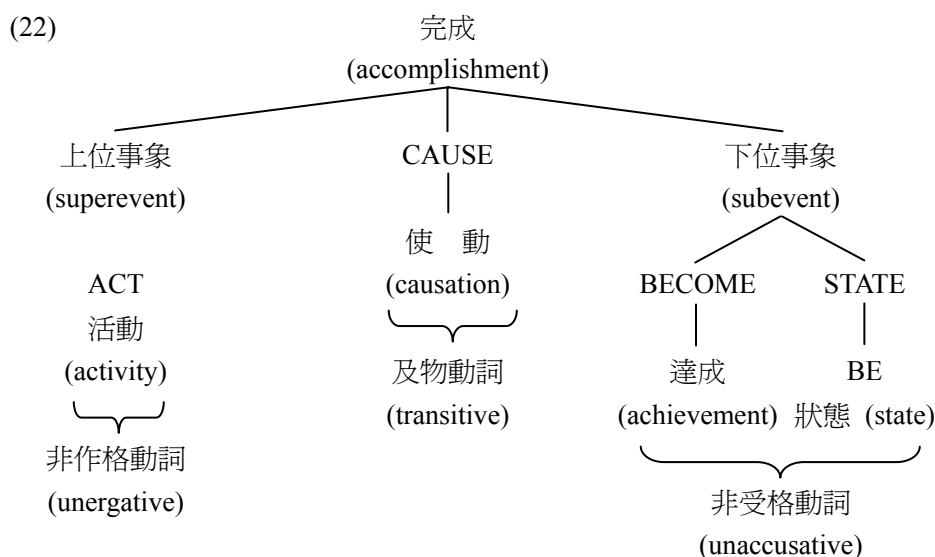 (22) 完成
(accomplishment)
上位事象 CAUSE 下位事象
(superevent) (subevent)
使 動
ACT (causation) BECOME STATE
活動
(activity) 及物動詞 達成 BE
(transitive) (achievement) 狀態 (state)
非作格動詞
(unergative) 非受格動詞
(unaccusative)